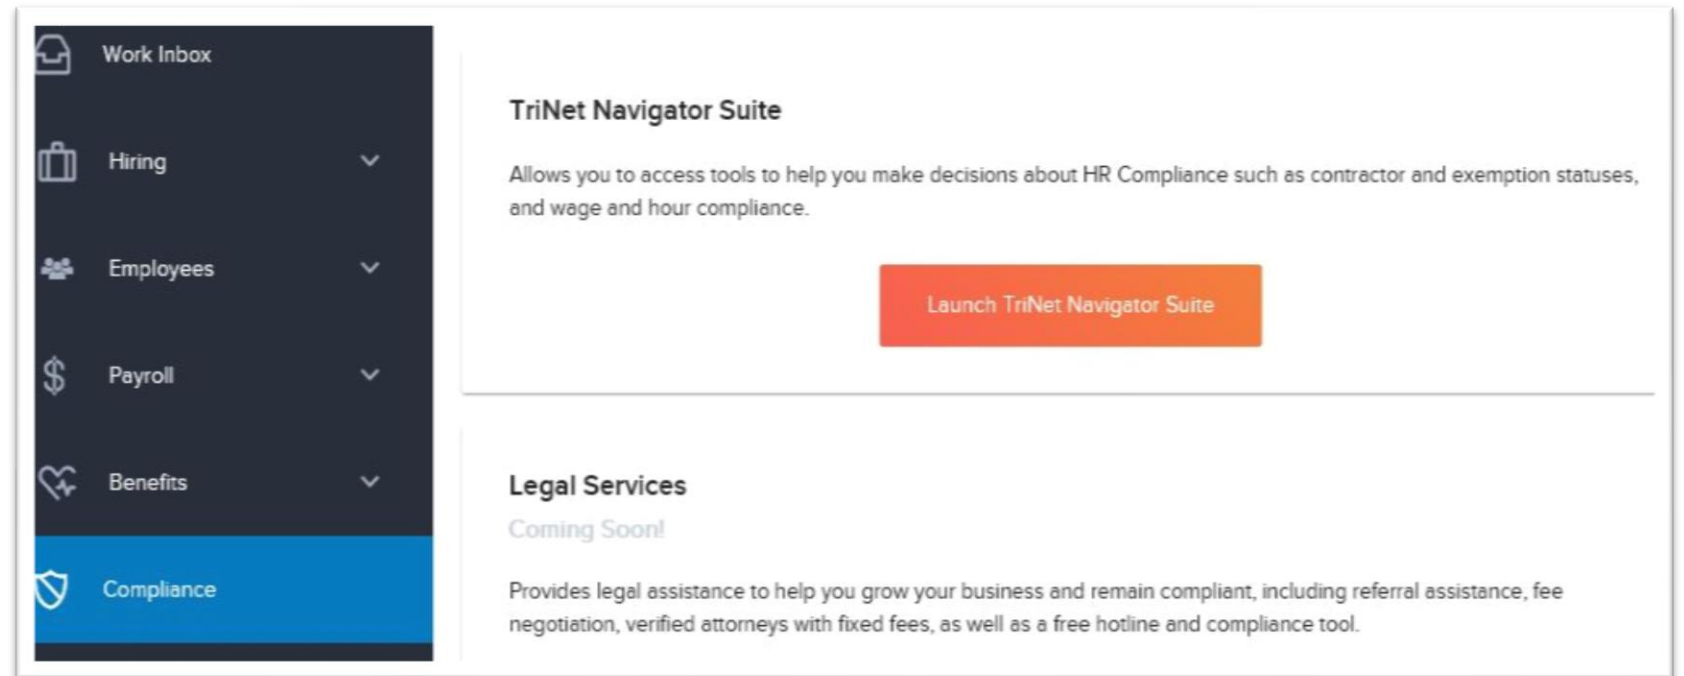 Work Inbox
Hiring
Employees
Payroll
Benefits
Compliance
TriNet Navigator Suite
Allows you to access tools to help you make decisions about HR Compliance such as contractor and exemption statuses,
and wage and hour compliance.
Launch TriNet Navigator Suite
Legal Services
Coming Soon!
Provides legal assistance to help you grow your business and remain compliant, including referral assistance, fee
negotiation, verified attorneys with fixed fees, as well as a free hotline and compliance tool.